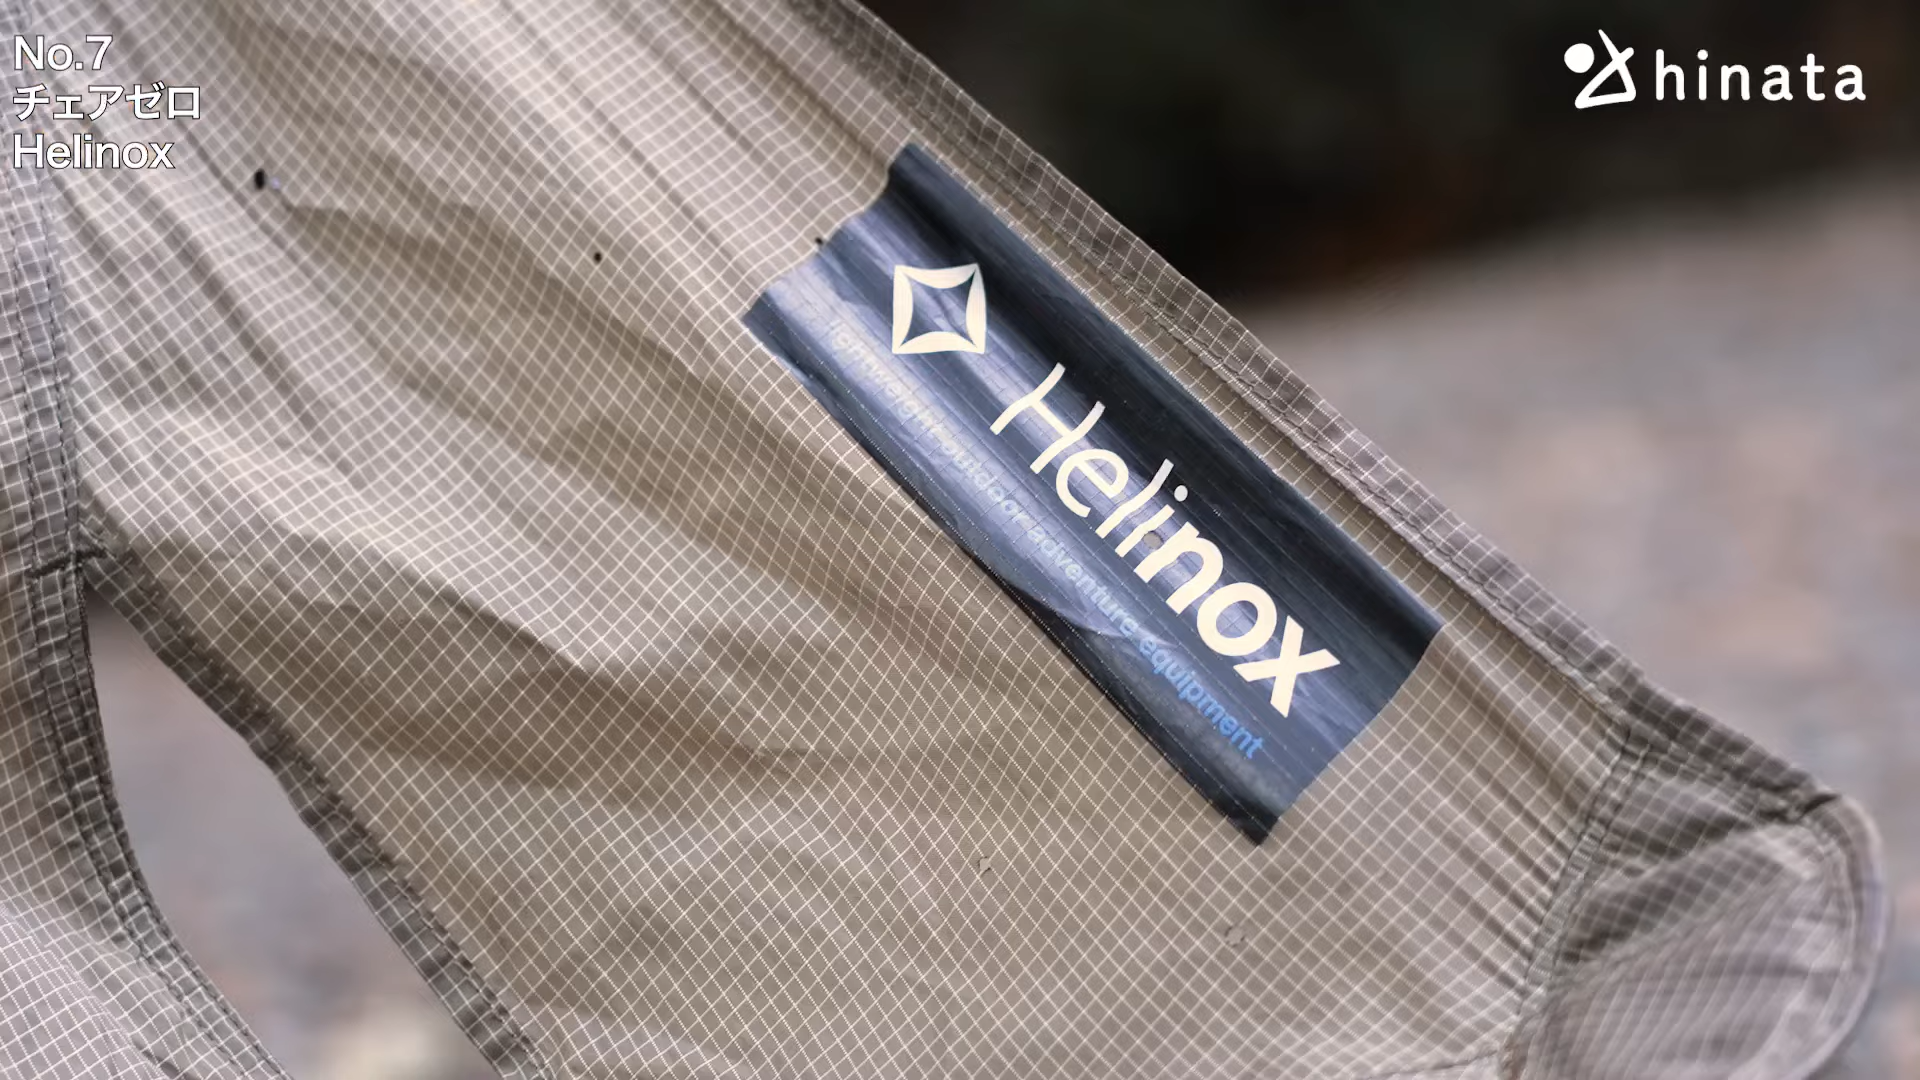 No.7
チェアゼロ
Helinox
hinata
Helinox
lightweight outdoor adventure equipment